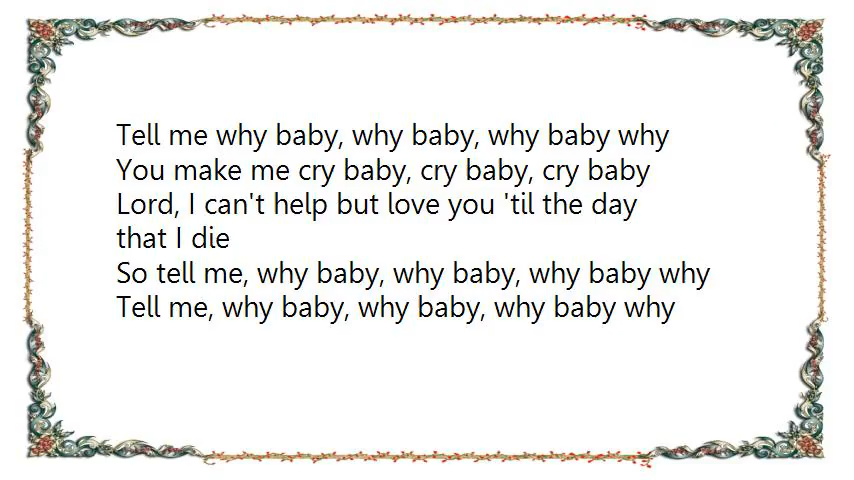 Tell me why baby, why baby, why baby why
You make me cry baby, cry baby, cry baby
Lord, I can't help but love you 'til the day
that I die
So tell me, why baby, why baby, why baby why
Tell me, why baby, why baby, why baby why